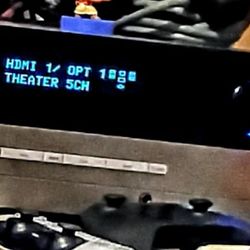 HDMI 1/ OPT 1
THEATER 5CH